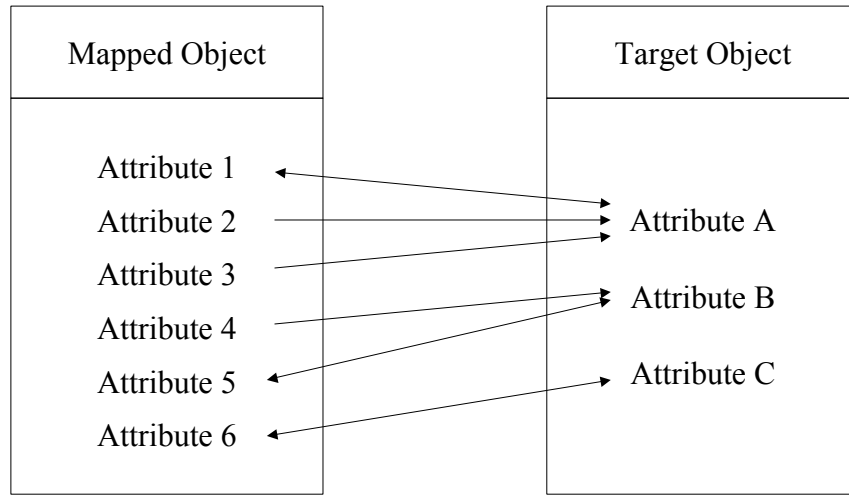 Mapped Object
Attribute 1
Attribute 2
Attribute 3
Attribute 4
Attribute 5
Attribute 6
Target Object
Attribute A
Attribute B
Attribute C